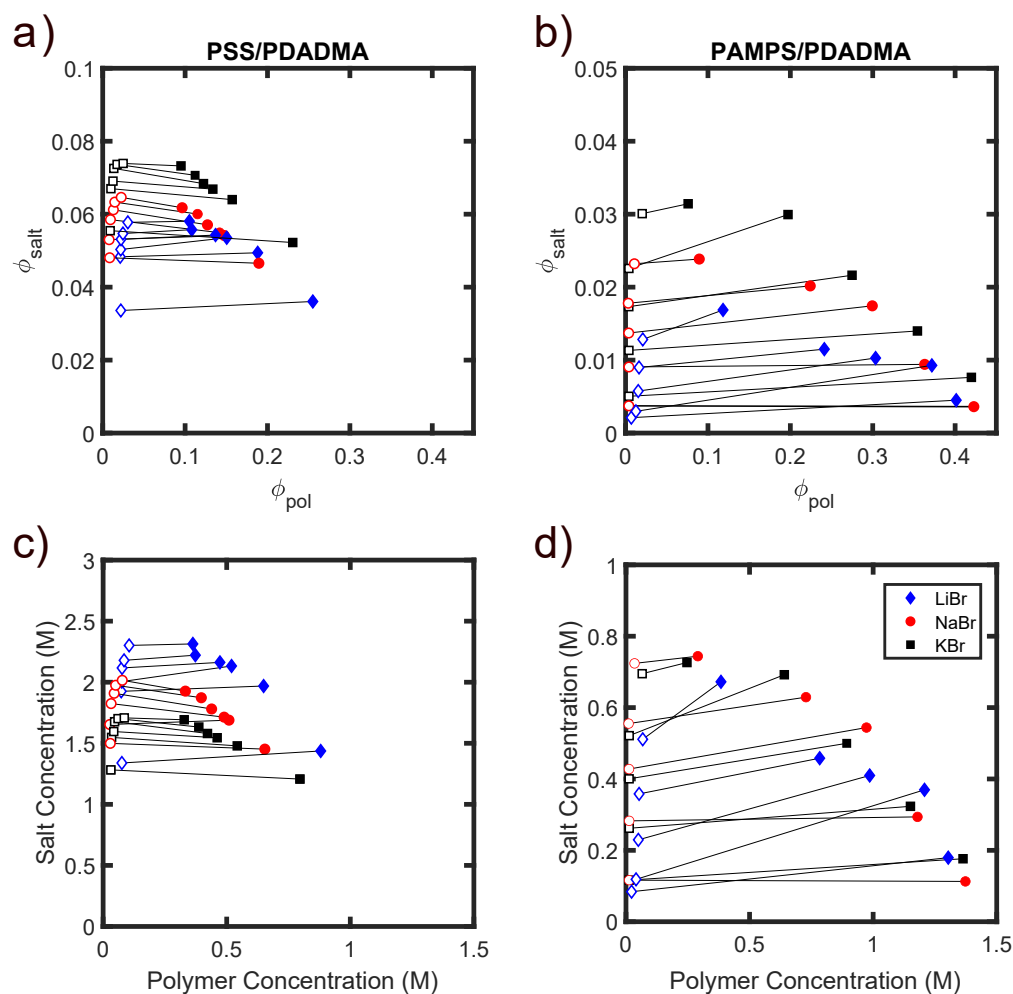 a)
PSS/PDADMA
0.1
0.08
0.06
0.04
0.02
0
ϕsalt
0 0.1 0.2 0.3 0.4
ϕpol
b)
PAMPS/PDADMA
0.05
0.04
0.03
0.02
0.01
0
ϕsalt
0 0.1 0.2 0.3 0.4
ϕpol
c)
3
2.5
2
1.5
1
0.5
0
Salt Concentration (M)
0 0.5 1 1.5
Polymer Concentration (M)
d)
1
0.8
0.6
0.4
0.2
0
Salt Concentration (M)
LiBr
NaBr
KBr
0 0.5 1 1.5
Polymer Concentration (M)